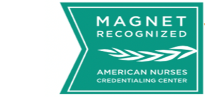 MAGNET
RECOGNIZED
AMERICAN NURSES
CREDENTIALING CENTER